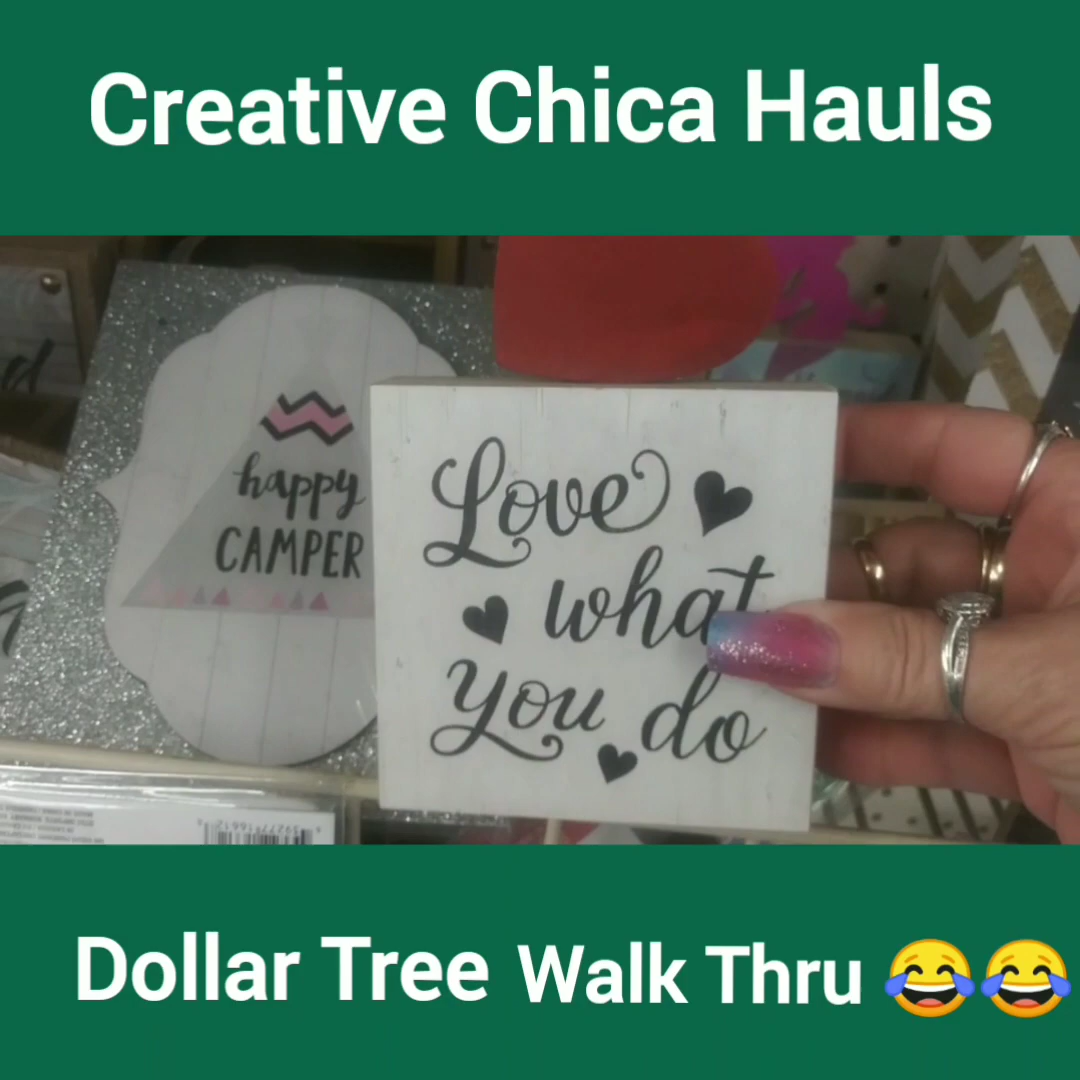 Creative Chica Hauls
happy
CAMPER
Love
what
you do
Dollar Tree Walk Thru 😂😂